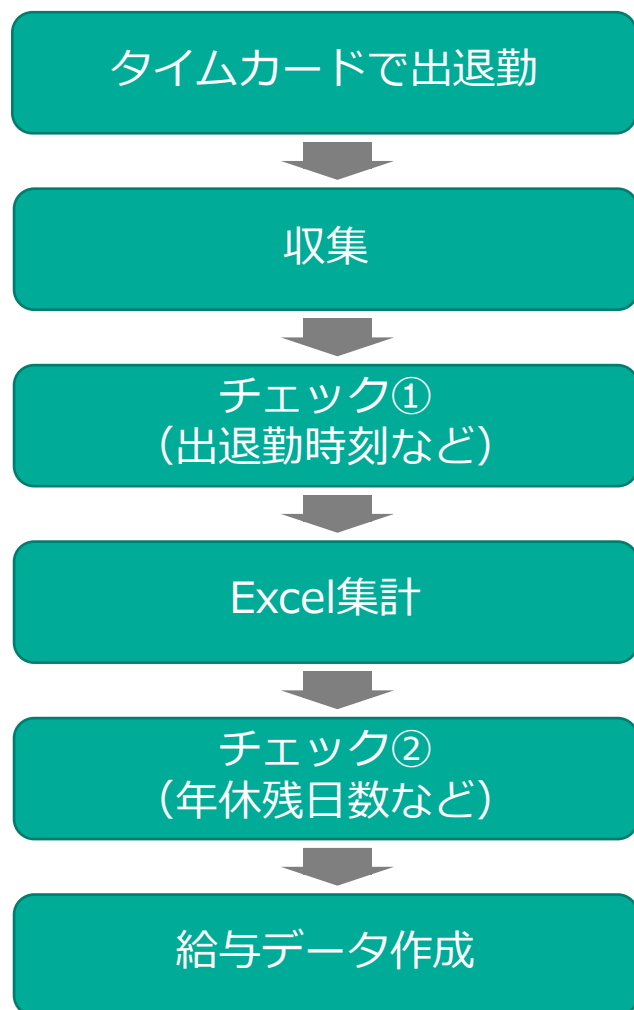 タイムカードで出退勤
収集
チェック①
（出退勤時刻など）
Excel集計
チェック②
（年休残日数など）
給与データ作成